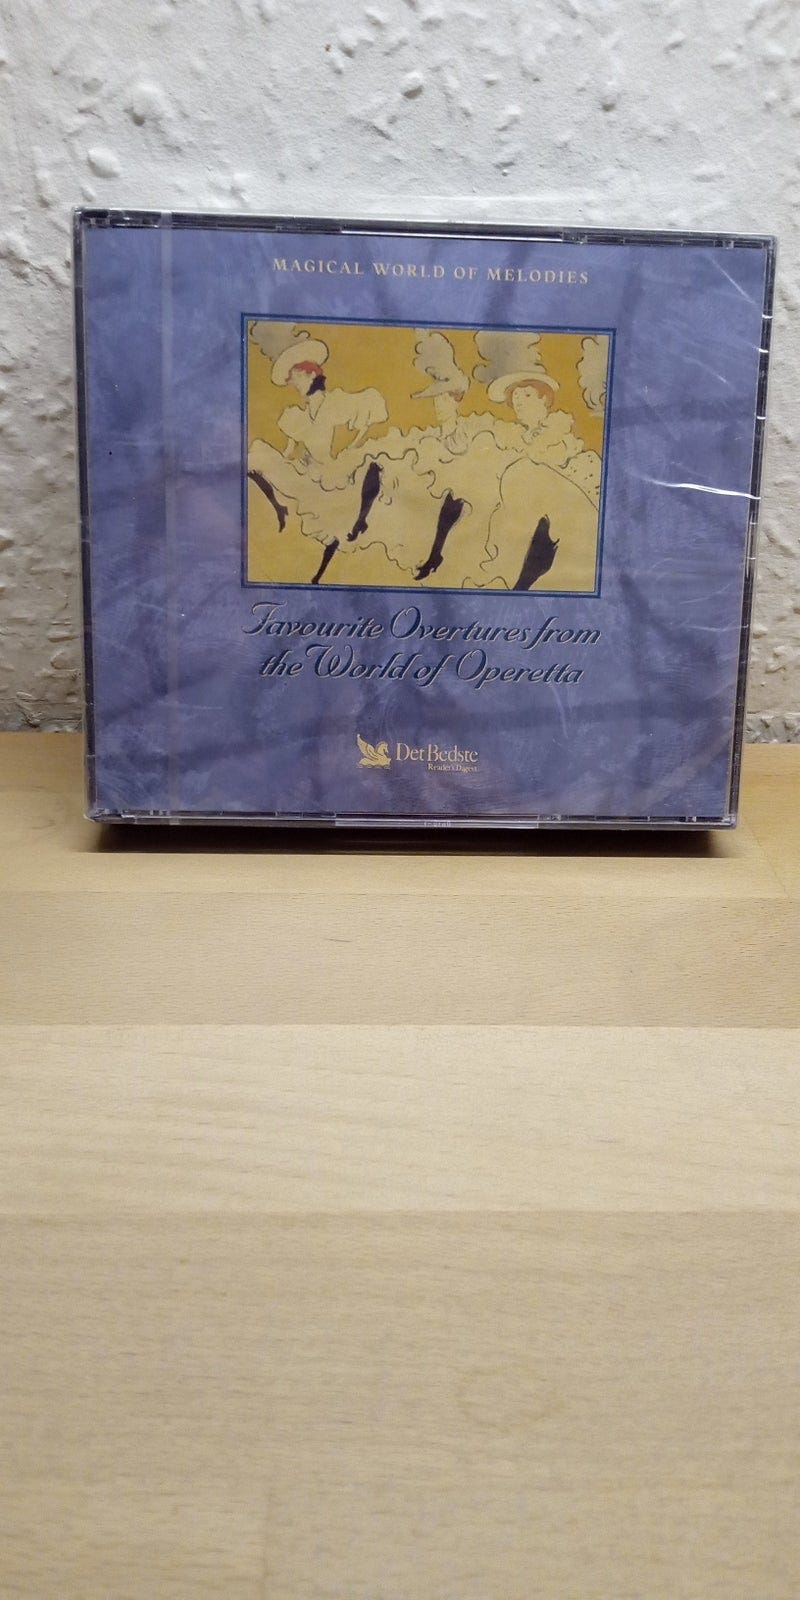 MAGICAL WORLD OF MELODIES
Favourite Overtures from
the World of Operetta
Det Bedste
Reader's Digest